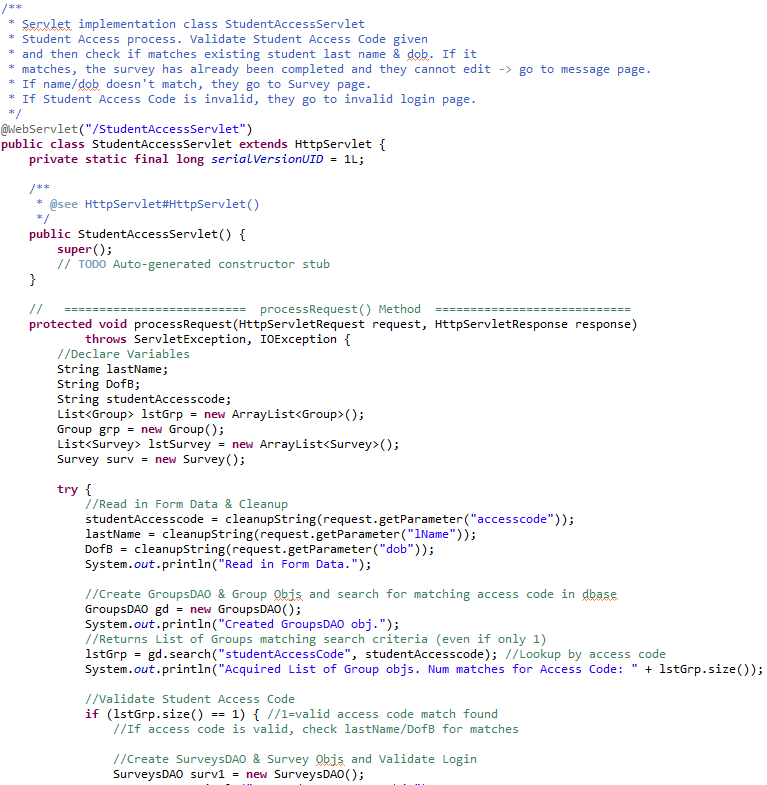 /**
 * Servlet implementation class StudentAccessServlet
 * Student Access process. Validate Student Access Code given
 * and then check if matches existing student last name & dob. If it
 * matches, the survey has already been completed and they cannot edit -> go to message page.
 * If name/dob doesn't match, they go to Survey page.
 * If Student Access Code is invalid, they go to invalid login page.
 */
@WebServlet("/StudentAccessServlet")
public class StudentAccessServlet extends HttpServlet {
    private static final long serialVersionUID = 1L;

    /**
     * @see HttpServlet#HttpServlet()
     */
    public StudentAccessServlet() {
        super();
        // TODO Auto-generated constructor stub
    }

    //   ==========================  processRequest() Method  ============================
    protected void processRequest(HttpServletRequest request, HttpServletResponse response)
            throws ServletException, IOException {
        //Declare Variables
        String lastName;
        String DofB;
        String studentAccesscode;
        List<Group> lstGrp = new ArrayList<Group>();
        Group grp = new Group();
        List<Survey> lstSurvey = new ArrayList<Survey>();
        Survey surv = new Survey();

        try {
            //Read in Form Data & Cleanup
            studentAccesscode = cleanupString(request.getParameter("accesscode"));
            lastName = cleanupString(request.getParameter("lName"));
            DofB = cleanupString(request.getParameter("dob"));
            System.out.println("Read in Form Data.");

            //Create GroupsDAO & Group Objs and search for matching access code in dbase
            GroupsDAO gd = new GroupsDAO();
            System.out.println("Created GroupsDAO obj.");
            //Returns List of Groups matching search criteria (even if only 1)
            lstGrp = gd.search("studentAccessCode", studentAccesscode); //Lookup by access code
            System.out.println("Acquired List of Group objs. Num matches for Access Code: " + lstGrp.size());

            //Validate Student Access Code
            if (lstGrp.size() == 1) { //1=valid access code match found
                //If access code is valid, check lastName/DofB for matches

                //Create SurveysDAO & Survey Objs and Validate Login
                SurveysDAO surv1 = new SurveysDAO();